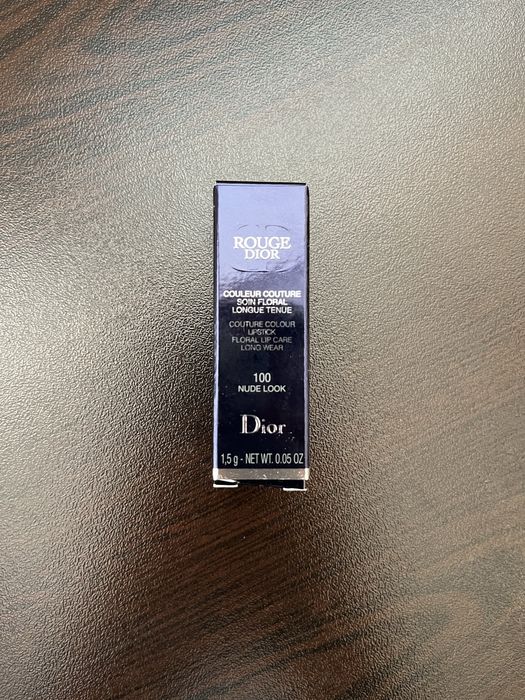 ROUGE
DIOR
COULEUR COUTURE
SOIN FLORAL
LONGUE TENUE
COUTURE COLOUR
LIPSTICK
FLORAL LIP CARE
LONG WEAR
100
NUDE LOOK
Dior
1,5 g - NET WT. 0.05 OZ